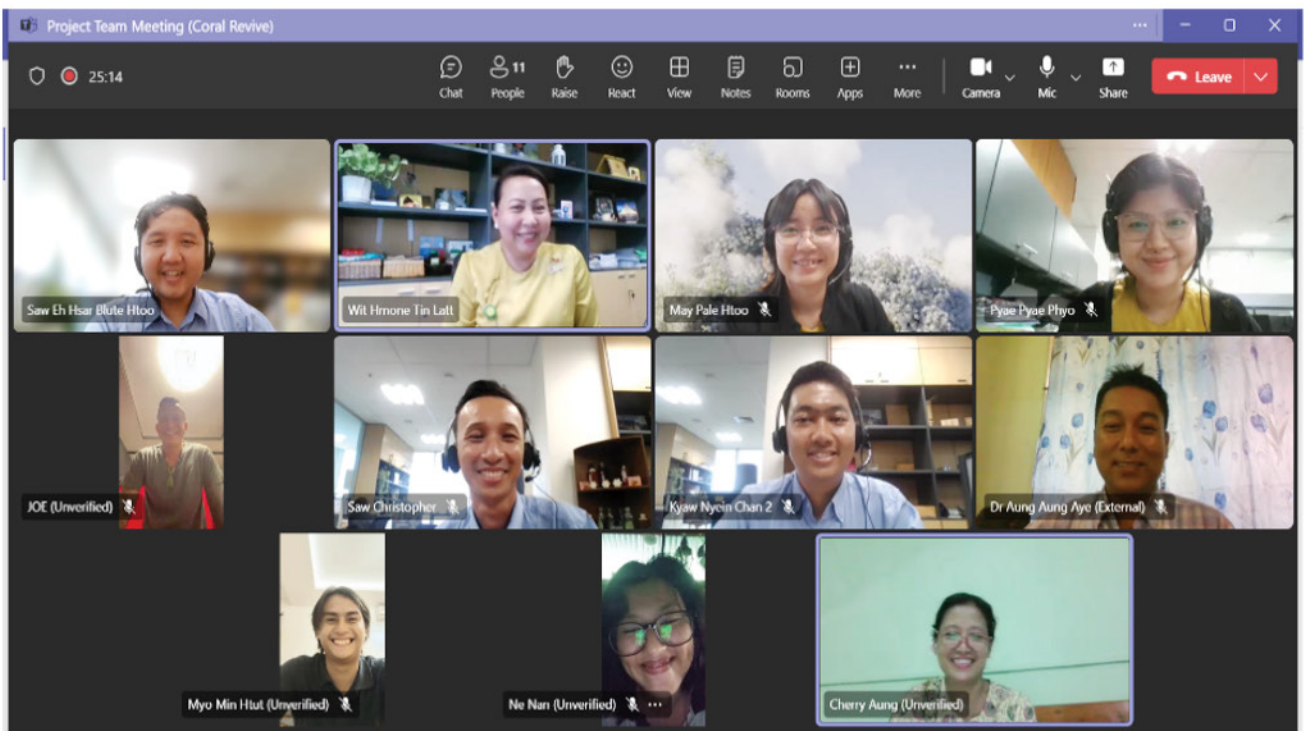 Project Team Meeting (Coral Revive)
25:14
11
Chat People Raise React View Notes Rooms Apps More Camera Mic Share Leave
Saw Eh Hsar Blute Htoo Wit Hmone Tin Latt May Pale Htoo Pyae Pyae Phyo
JOE (Unverified) Saw Christopher Kyaw Nyein Chan 2 Dr Aung Aung Aye (External)
Myo Min Htut (Unverified) Ne Nan (Unverified) Cherry Aung (Unverified)